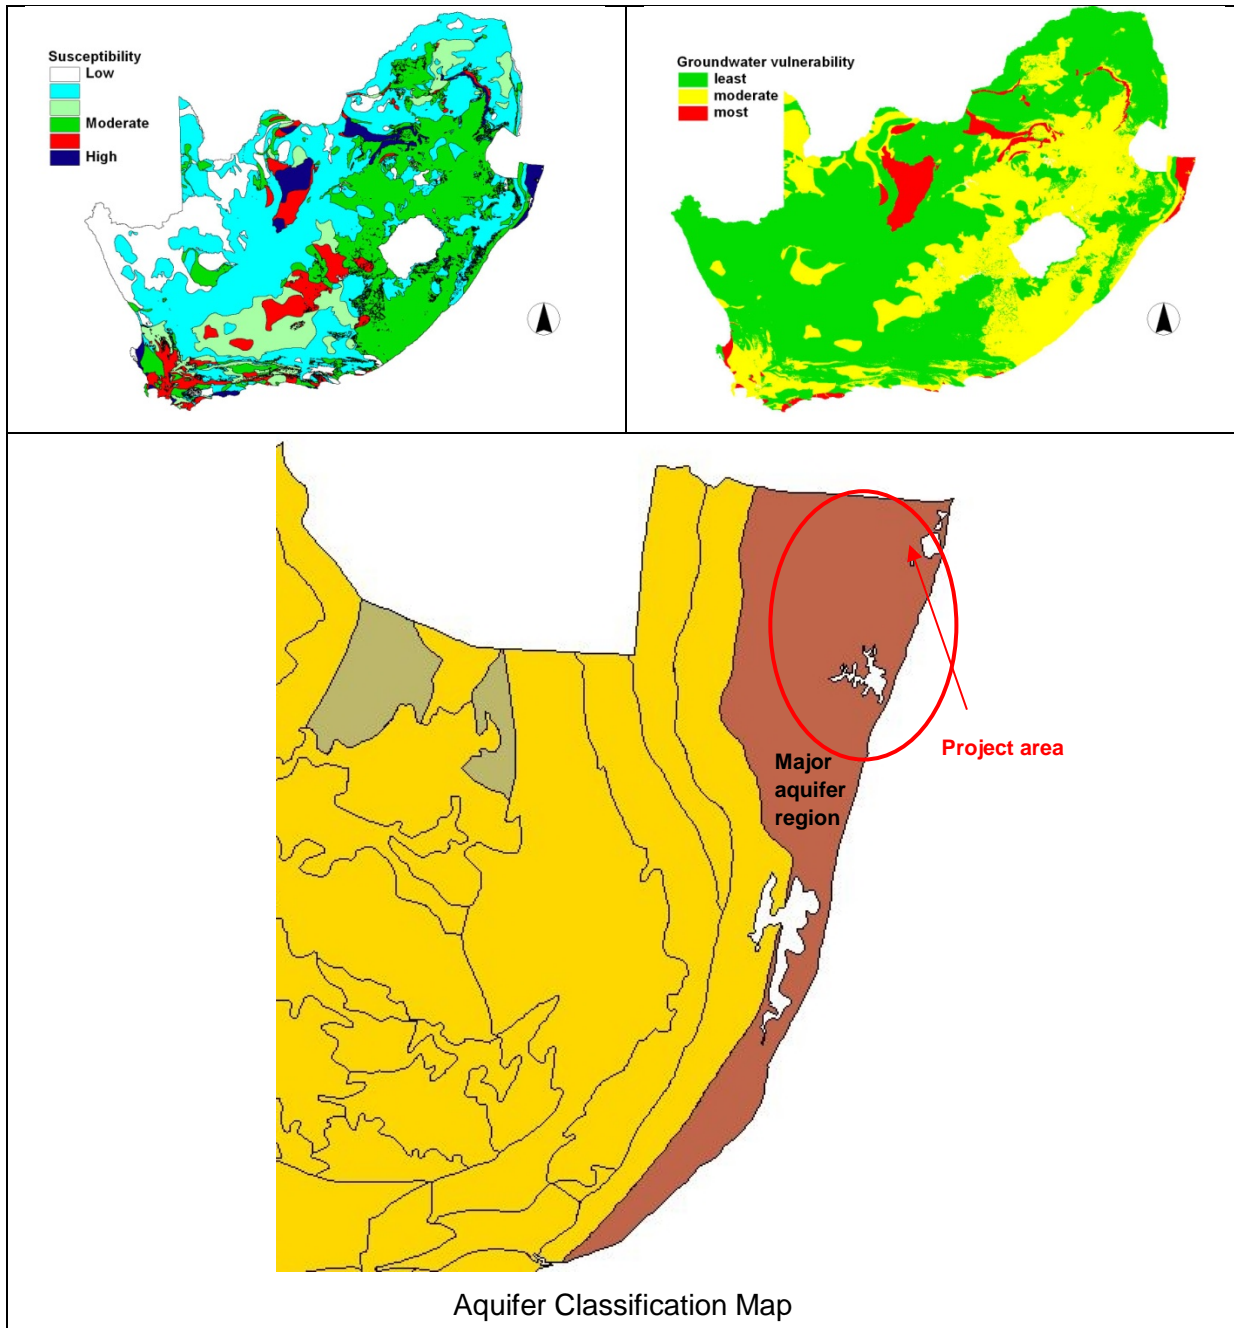 Susceptibility
Low
Moderate
High
Groundwater vulnerability
least
moderate
most
Project area
Major
aquifer
region
Aquifer Classification Map